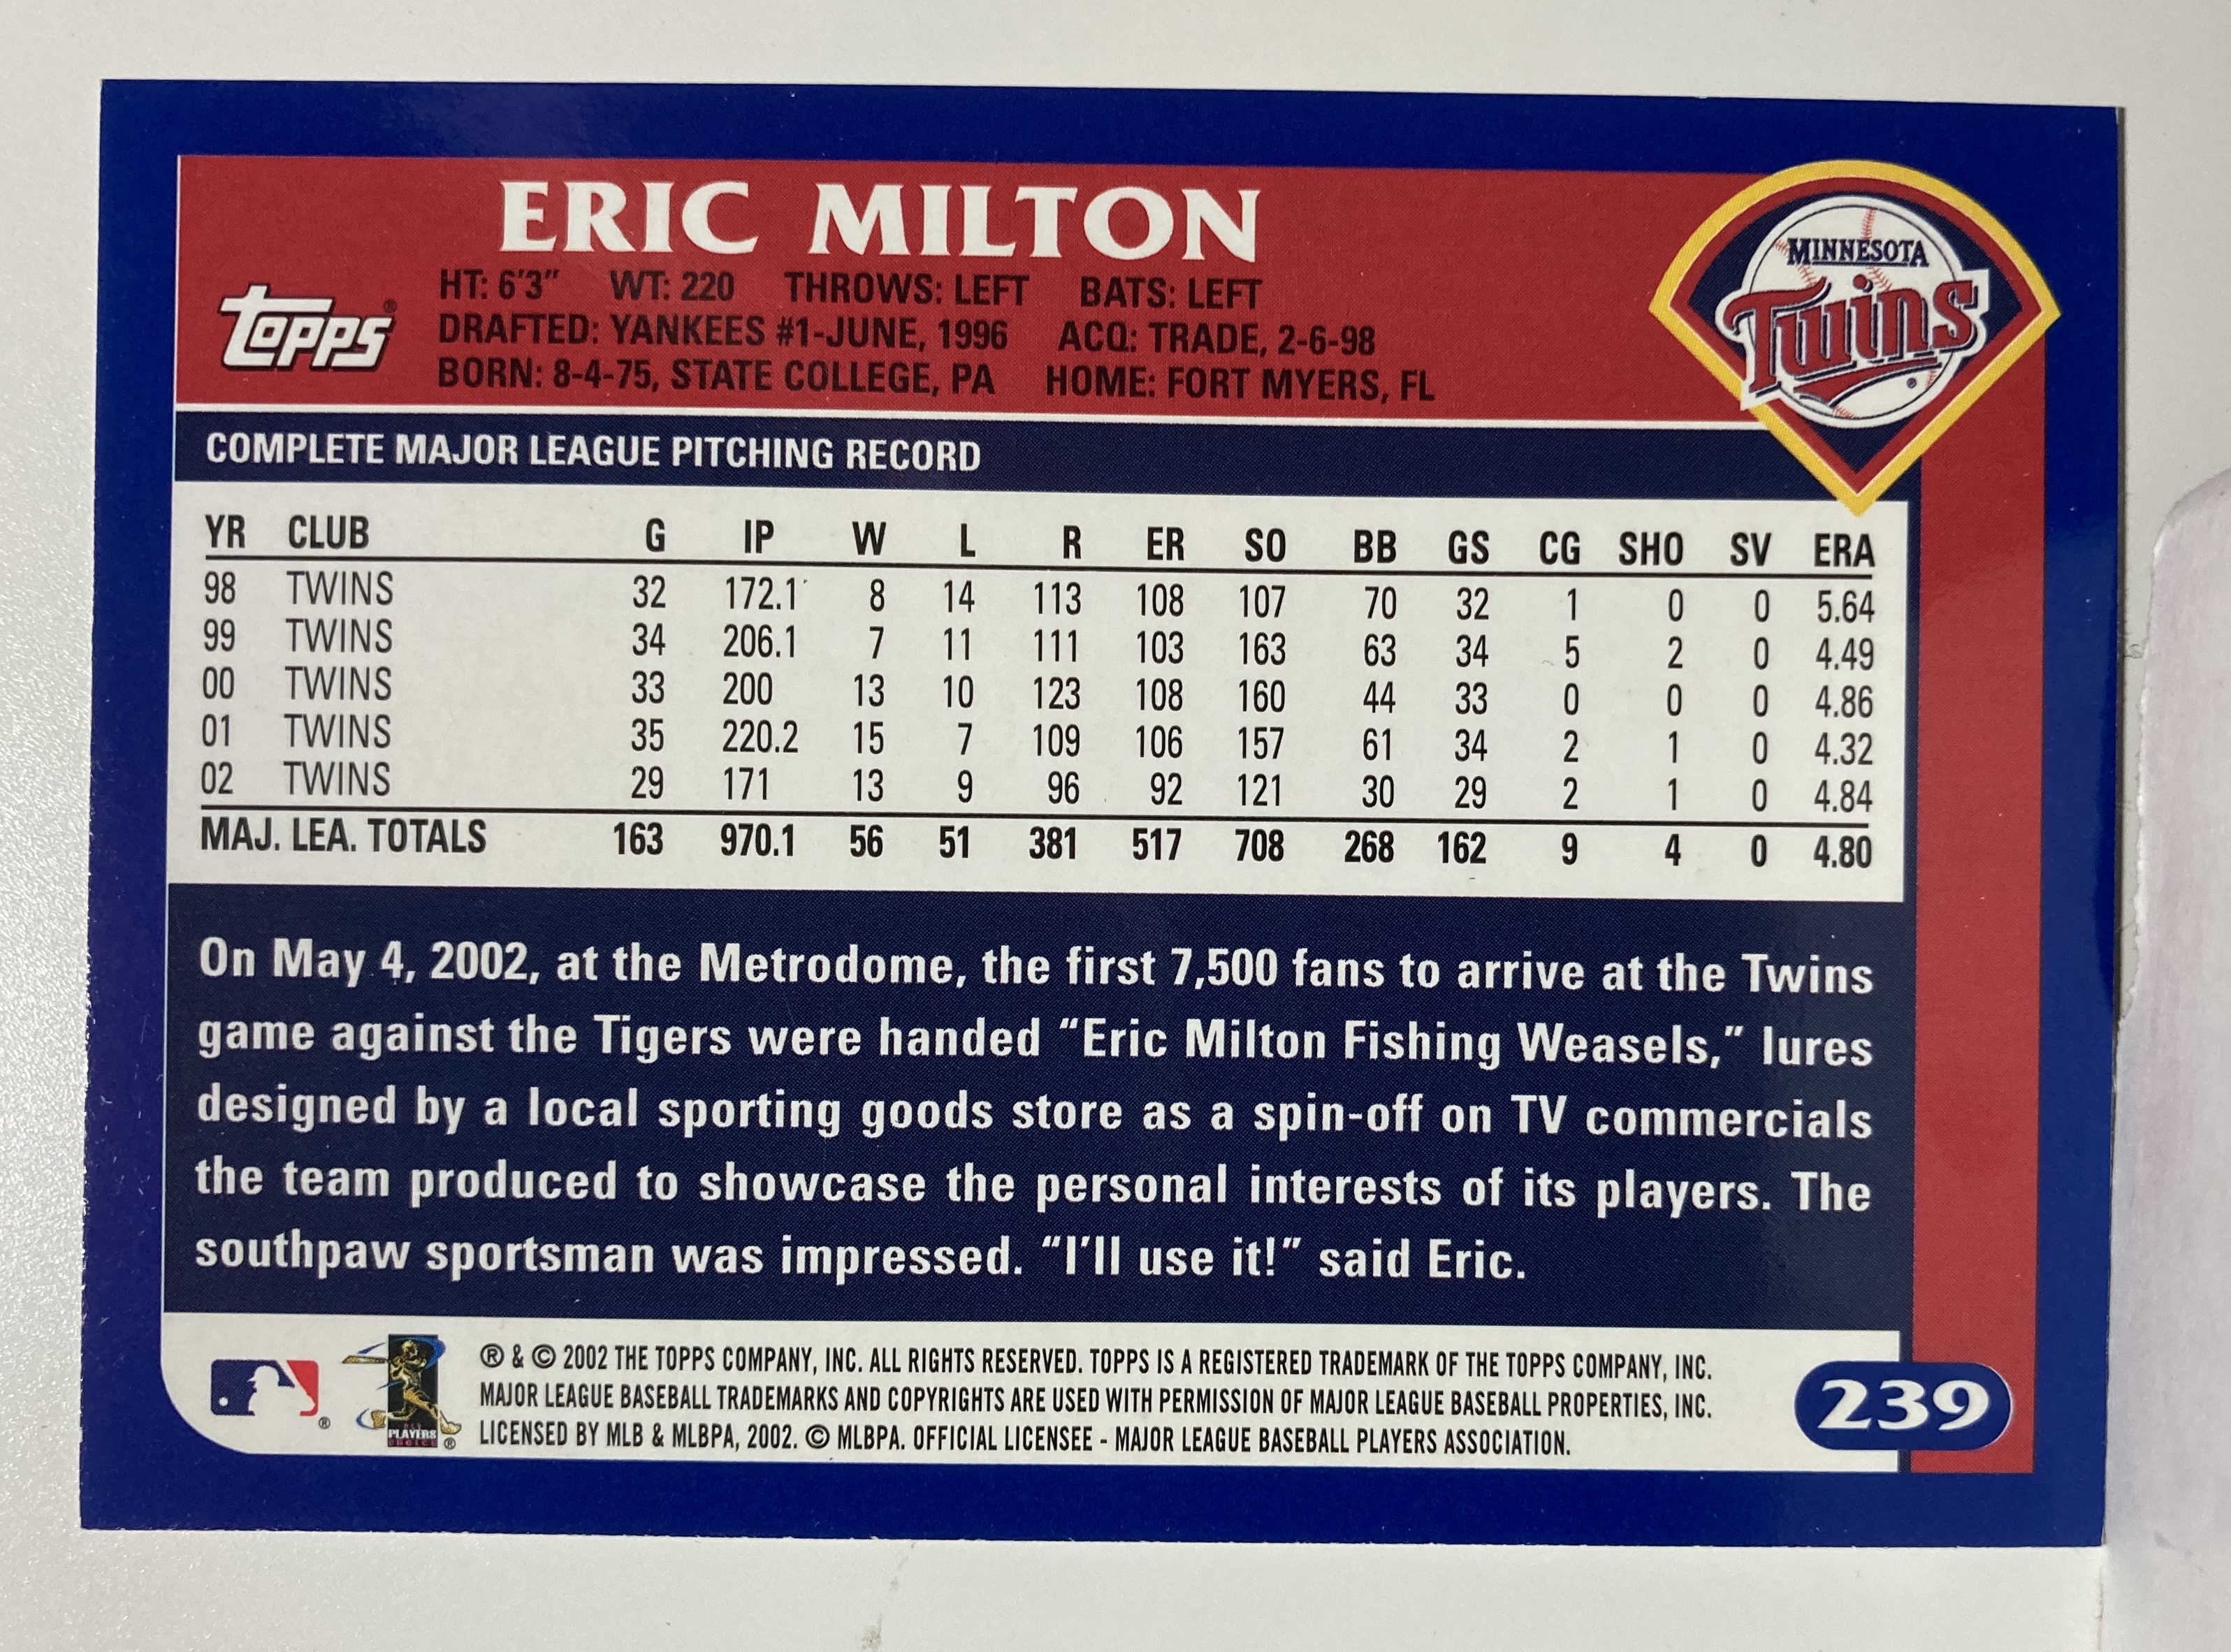 ERIC MILTON
topps®
HT: 6'3" WT: 220 THROWS: LEFT BATS: LEFT
DRAFTED: YANKEES #1-JUNE, 1996 ACQ: TRADE, 2-6-98
BORN: 8-4-75, STATE COLLEGE, PA HOME: FORT MYERS, FL
MINNESOTA
Twins
COMPLETE MAJOR LEAGUE PITCHING RECORD
YR CLUB G IP W L R ER SO BB GS CG SHO SV ERA
98 TWINS 32 172.1 8 14 113 108 107 70 32 1 0 0 5.64
99 TWINS 34 206.1 7 11 111 103 163 63 34 5 2 0 4.49
00 TWINS 33 200 13 10 123 108 160 44 33 0 0 0 4.86
01 TWINS 35 220.2 15 7 109 106 157 61 34 2 1 0 4.32
02 TWINS 29 171 13 9 96 92 121 30 29 2 1 0 4.84
MAJ. LEA. TOTALS 163 970.1 56 51 381 517 708 268 162 9 4 0 4.80
On May 4, 2002, at the Metrodome, the first 7,500 fans to arrive at the Twins
game against the Tigers were handed "Eric Milton Fishing Weasels," lures
designed by a local sporting goods store as a spin-off on TV commercials
the team produced to showcase the personal interests of its players. The
southpaw sportsman was impressed. "I'll use it!" said Eric.
PLAYERS
CHOICE ®
® & © 2002 THE TOPPS COMPANY, INC. ALL RIGHTS RESERVED. TOPPS IS A REGISTERED TRADEMARK OF THE TOPPS COMPANY, INC.
MAJOR LEAGUE BASEBALL TRADEMARKS AND COPYRIGHTS ARE USED WITH PERMISSION OF MAJOR LEAGUE BASEBALL PROPERTIES, INC.
LICENSED BY MLB & MLBPA, 2002. © MLBPA. OFFICIAL LICENSEE - MAJOR LEAGUE BASEBALL PLAYERS ASSOCIATION.
239